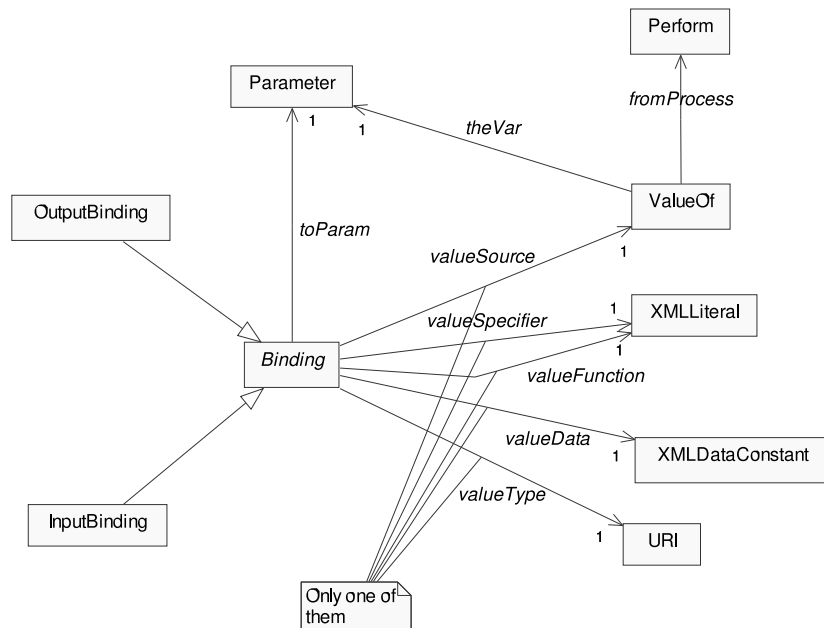 Perform
Parameter
fromProcess
1
1
theVar
OutputBinding
ValueOf
toParam
valueSource
1
valueSpecifier
1
XMLLiteral
1
Binding
valueFunction
valueData
1
XMLDataConstant
valueType
InputBinding
1
URI
Only one of
them